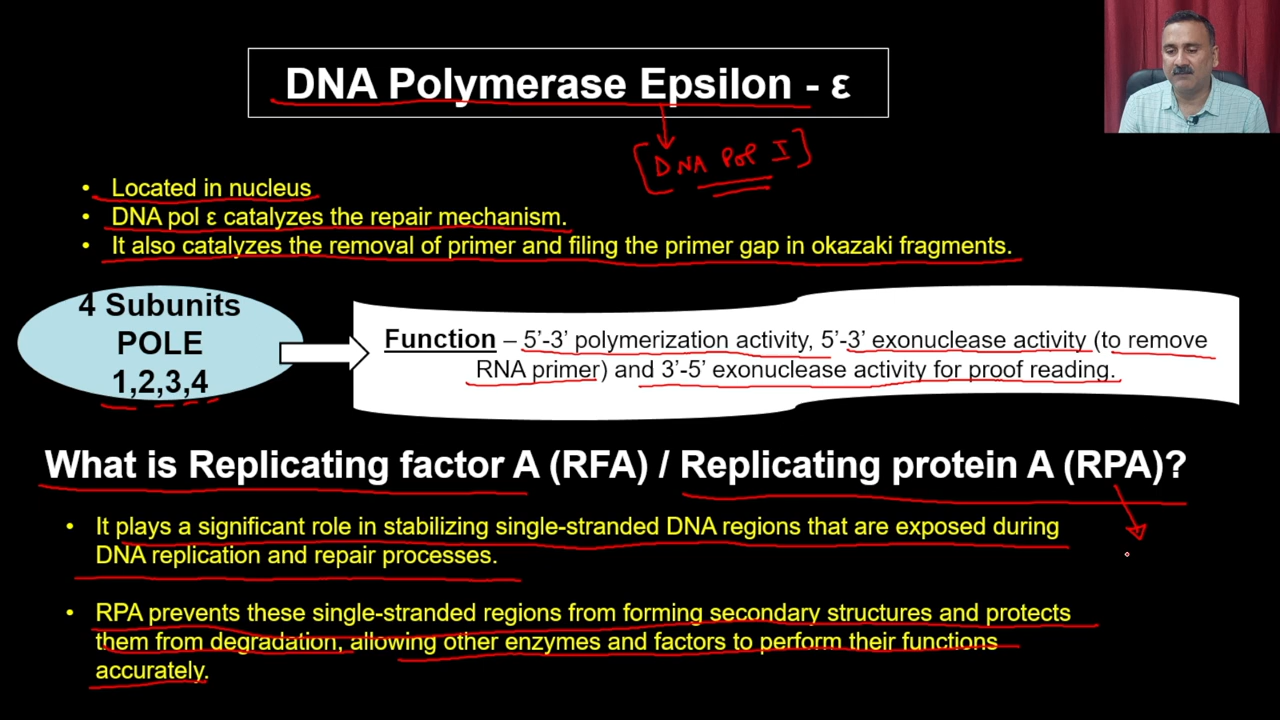 DNA Polymerase Epsilon - ε
[DNA Pol I]
• Located in nucleus
• DNA pol ε catalyzes the repair mechanism.
• It also catalyzes the removal of primer and filing the primer gap in okazaki fragments.
4 Subunits
POLE
1,2,3,4
Function – 5’-3’ polymerization activity, 5’-3’ exonuclease activity (to remove
RNA primer) and 3’-5’ exonuclease activity for proof reading.
What is Replicating factor A (RFA) / Replicating protein A (RPA)?
• It plays a significant role in stabilizing single-stranded DNA regions that are exposed during
DNA replication and repair processes.
• RPA prevents these single-stranded regions from forming secondary structures and protects
them from degradation, allowing other enzymes and factors to perform their functions
accurately.